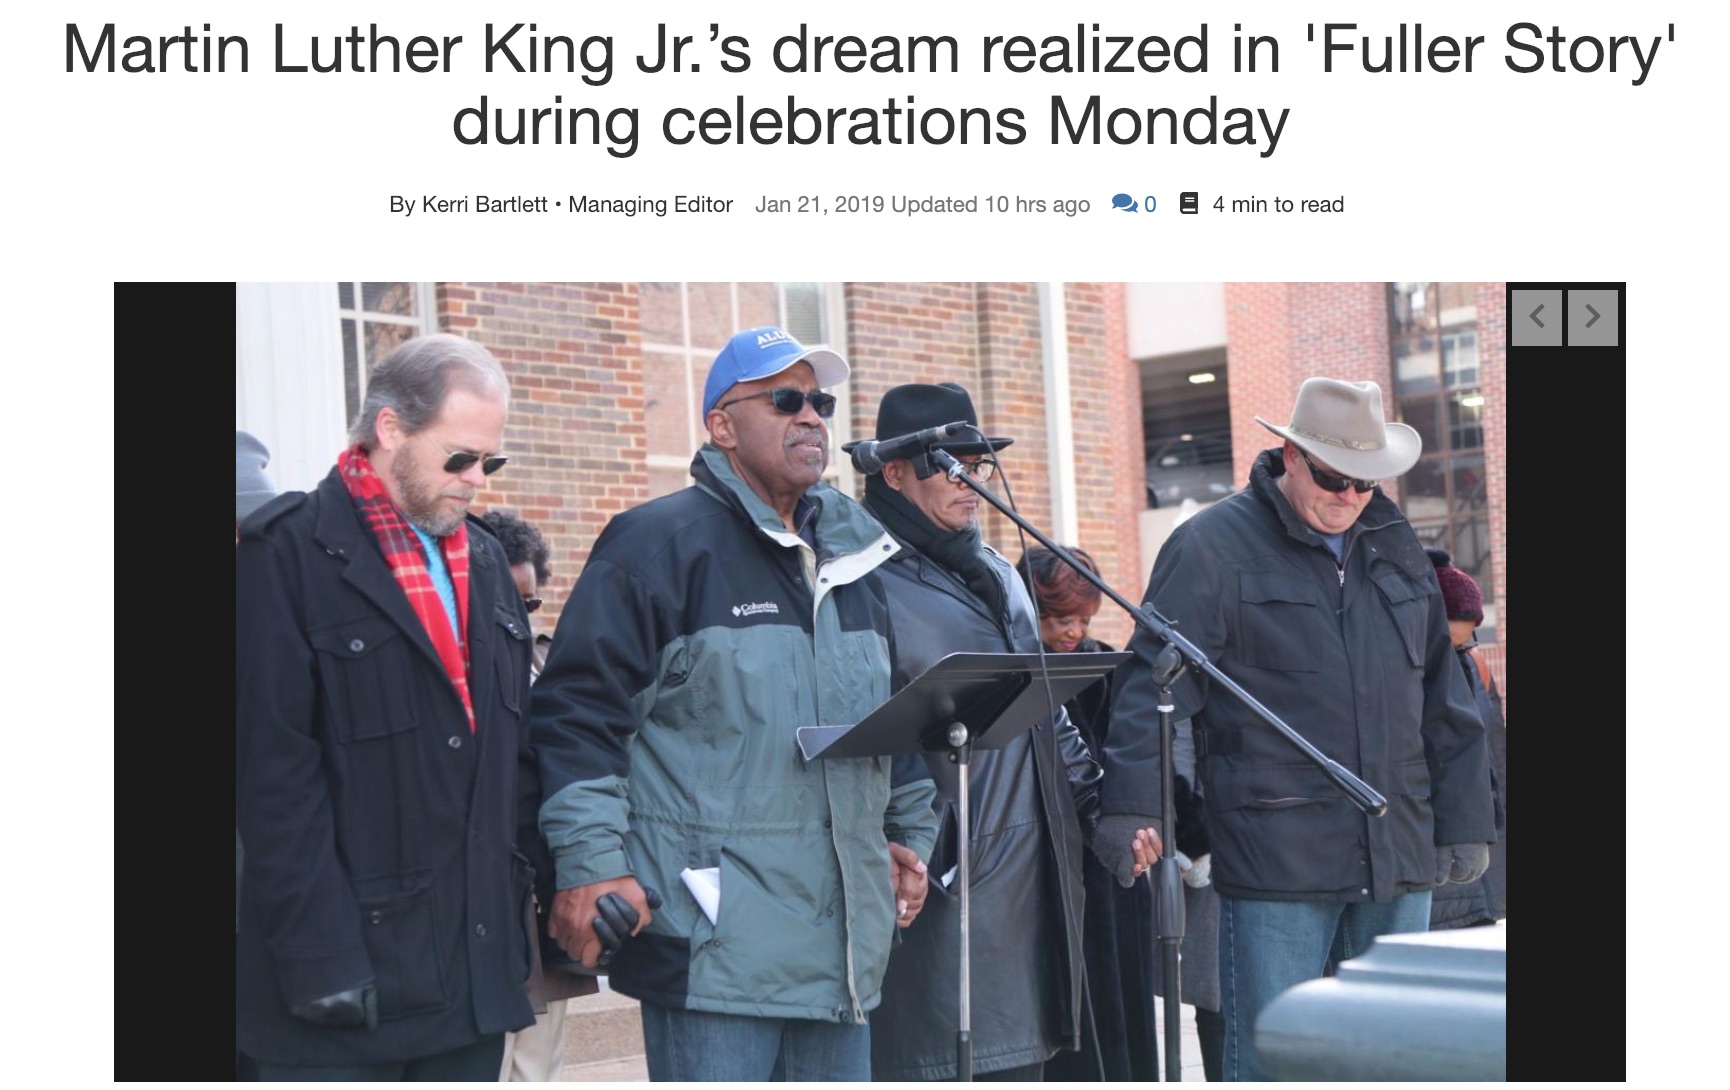 Martin Luther King Jr.’s dream realized in 'Fuller Story'
during celebrations Monday
By Kerri Bartlett • Managing Editor Jan 21, 2019 Updated 10 hrs ago 0 4 min to read
Columbia